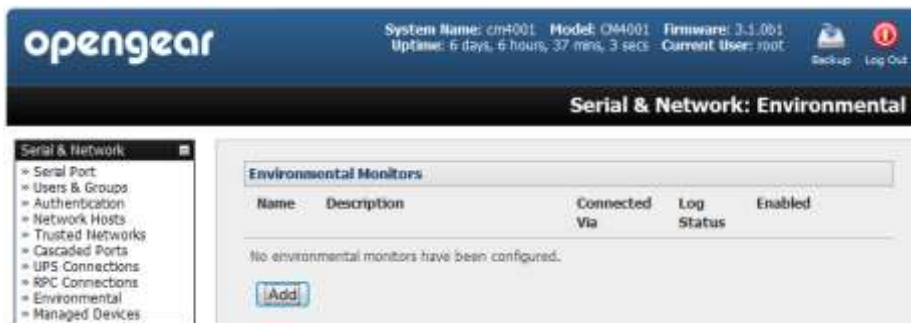 opengear
System Name: cm4001 Model: CM4001 Firmware: 3.1.0b1
Uptime: 6 days, 6 hours, 37 mins, 3 secs Current User: root
Backup
Log Out
Serial & Network: Environmental
Serial & Network
» Serial Port
» Users & Groups
» Authentication
» Network Hosts
» Trusted Networks
» Cascaded Ports
» UPS Connections
» RPC Connections
» Environmental
» Managed Devices
Environmental Monitors
Name Description Connected Via Log Status Enabled
No environmental monitors have been configured.
Add